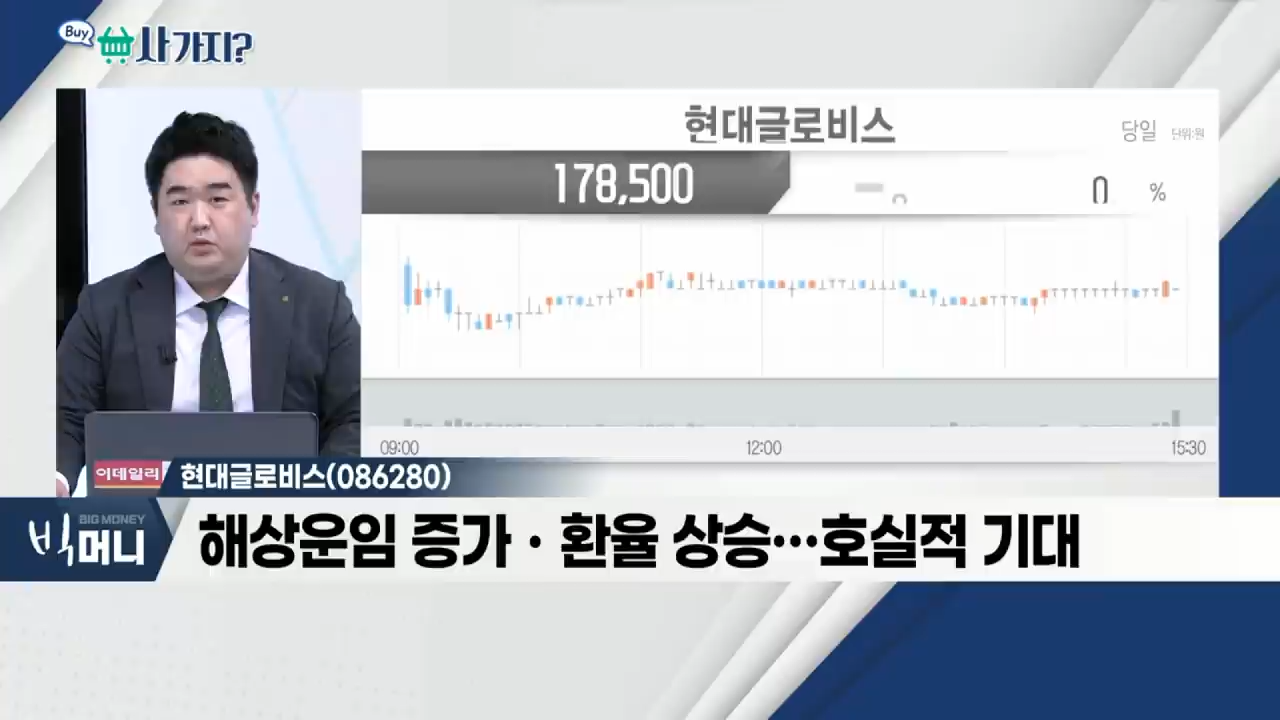 Buy
사가지?
현대글로비스
당일 단위:원
178,500
0 %
09:00 12:00 15:30
이데일리 현대글로비스(086280)
BIG MONEY
빅머니
해상운임 증가·환율 상승…호실적 기대